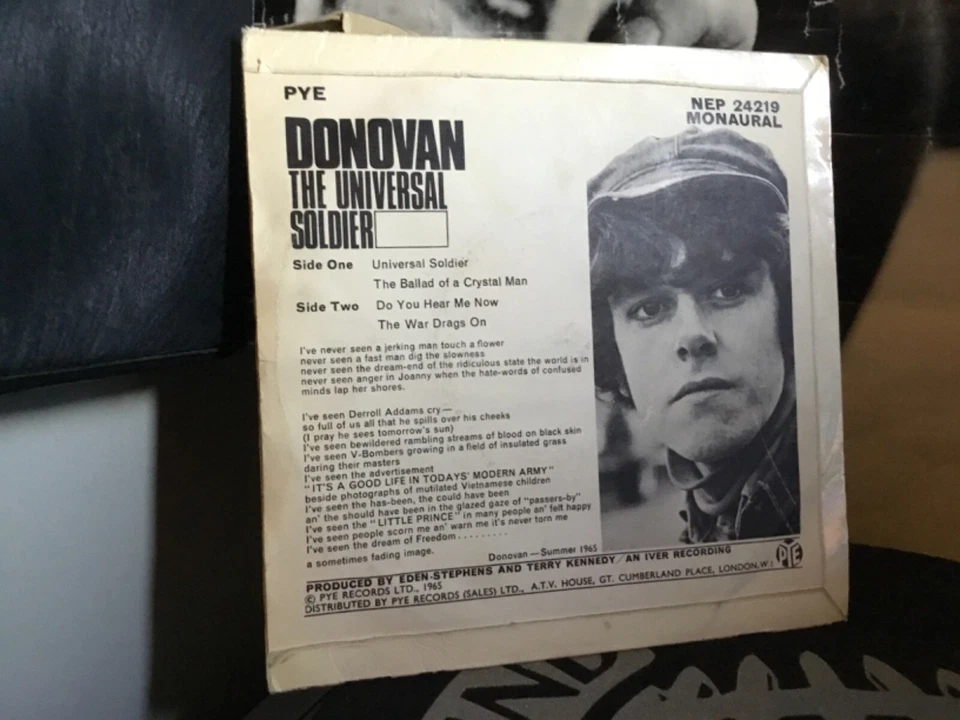 PYE
NEP 24219
MONAURAL
DONOVAN
THE UNIVERSAL
SOLDIER
Side One Universal Soldier
The Ballad of a Crystal Man
Side Two Do You Hear Me Now
The War Drags On
I've never seen a jerking man touch a flower
never seen a fast man dig the slowness
never seen the dream-end of the ridiculous state the world is in
never seen anger in Joanny when the hate-words of confused
minds lap her shores.
I've seen Derroll Addams cry—
so full of us all that he spills over his cheeks
(I pray he sees tomorrow's sun)
I've seen bewildered rambling streams of blood on black skin
I've seen V-Bombers growing in a field of insulated grass
daring their masters
I've seen the advertisement
"IT'S A GOOD LIFE IN TODAYS' MODERN ARMY"
beside photographs of mutilated Vietnamese children
I've seen the has-been, the could have been
an' the should have been in the glazed gaze of "passers-by"
I've seen the "LITTLE PRINCE" in many people an' felt happy
I've seen people scorn me an' warn me it's never torn me
I've seen the dream of Freedom.........
a sometimes fading image.
Donovan—Summer 1965
PRODUCED BY EDEN-STEPHENS AND TERRY KENNEDY/AN IVER RECORDING
© PYE RECORDS LTD., 1965
DISTRIBUTED BY PYE RECORDS (SALES) LTD., A.T.V. HOUSE, GT. CUMBERLAND PLACE, LONDON, W.1
PYE